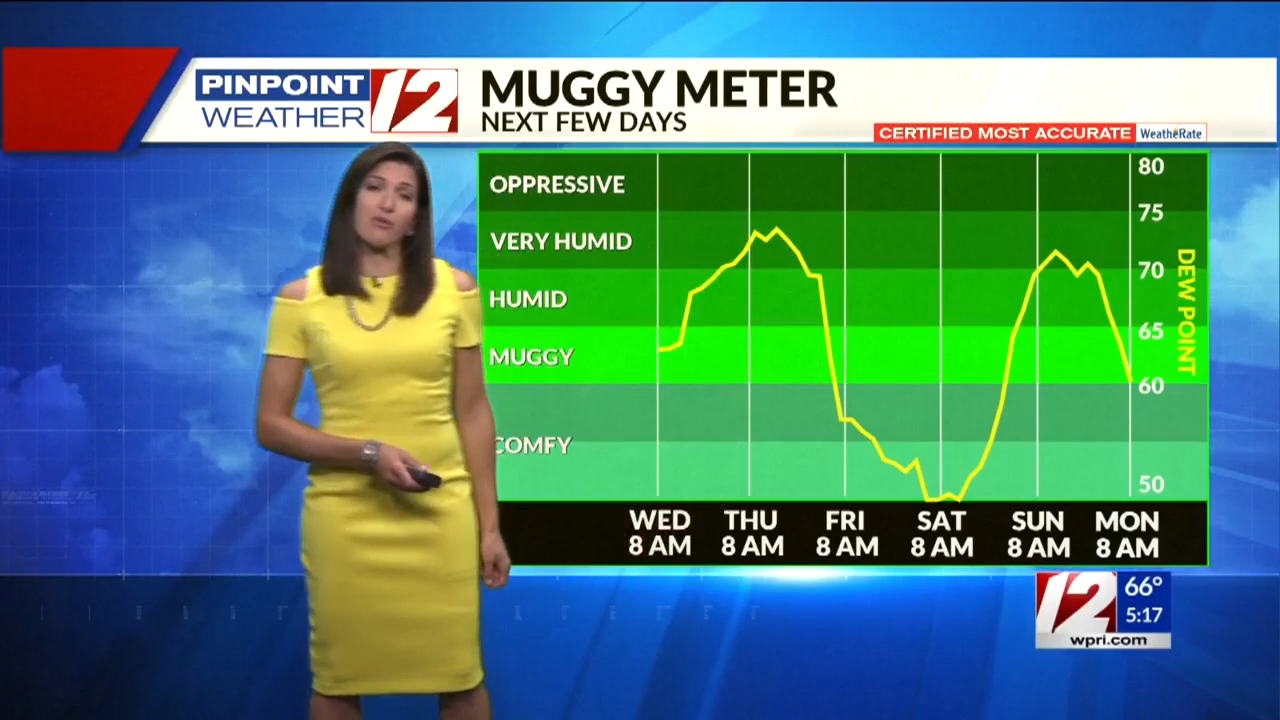 PINPOINT
WEATHER
12
MUGGY METER
NEXT FEW DAYS
CERTIFIED MOST ACCURATE WeatheRate
OPPRESSIVE
VERY HUMID
HUMID
MUGGY
COMFY
80
75
70
65
60
50
DEW POINT
WED THU FRI SAT SUN MON
8 AM 8 AM 8 AM 8 AM 8 AM 8 AM
12
66°
5:17
wpri.com